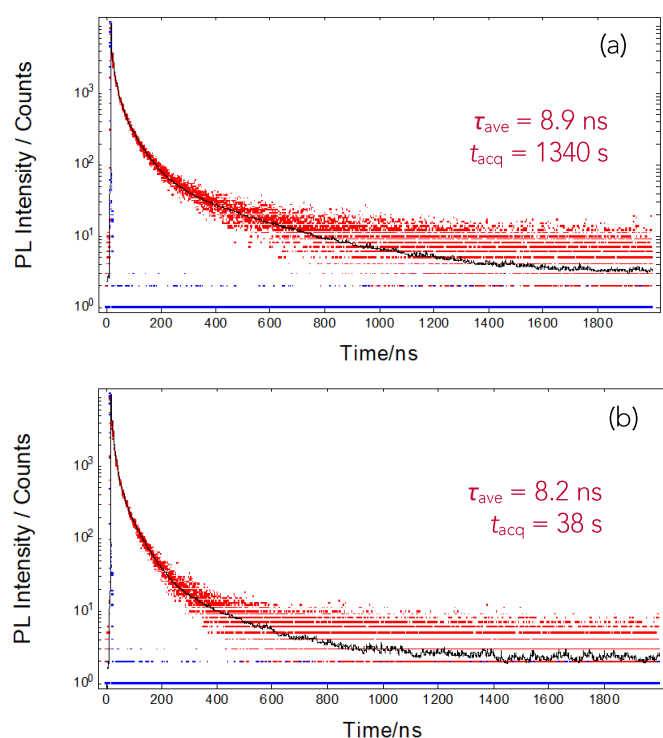 (a)
τave = 8.9 ns
tacq = 1340 s
PL Intensity / Counts
10³
10²
10¹
10⁰
0 200 400 600 800 1000 1200 1400 1600 1800
Time/ns
(b)
τave = 8.2 ns
tacq = 38 s
PL Intensity / Counts
10³
10²
10¹
10⁰
0 200 400 600 800 1000 1200 1400 1600 1800
Time/ns